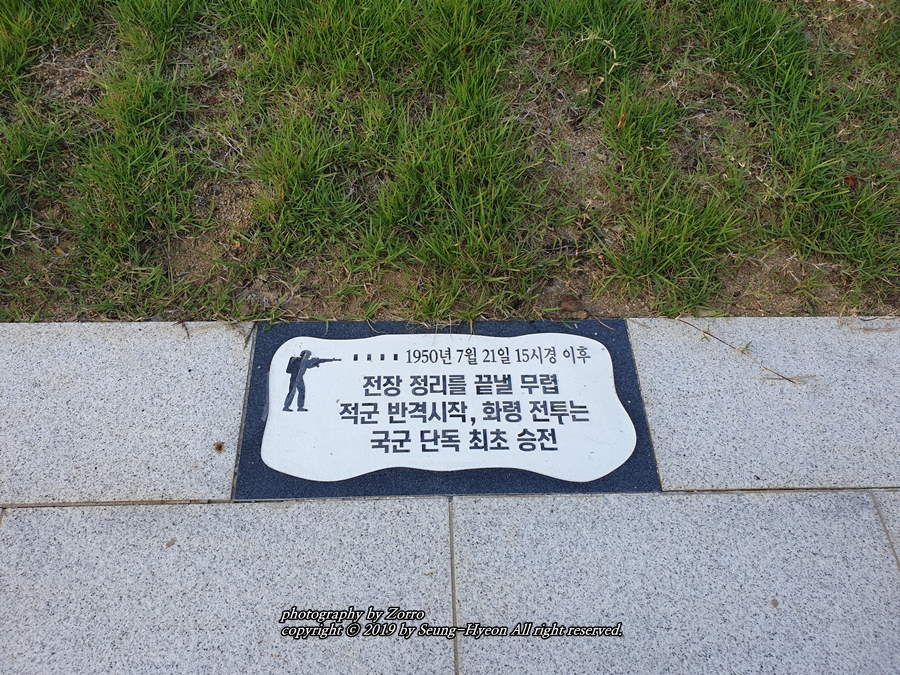 1950년 7월 21일 15시경 이후
전장 정리를 끝낼 무렵
적군 반격시작, 화령 전투는
국군 단독 최초 승전
photography by Zorro
copyright © 2019 by Seung-Hyeon All right reserved.